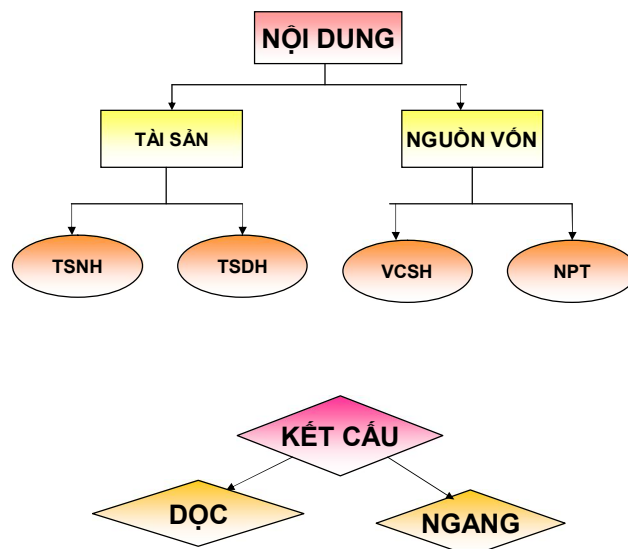 NỘI DUNG
TÀI SẢN
NGUỒN VỐN
TSNH
TSDH
VCSH
NPT
KẾT CẤU
DỌC
NGANG